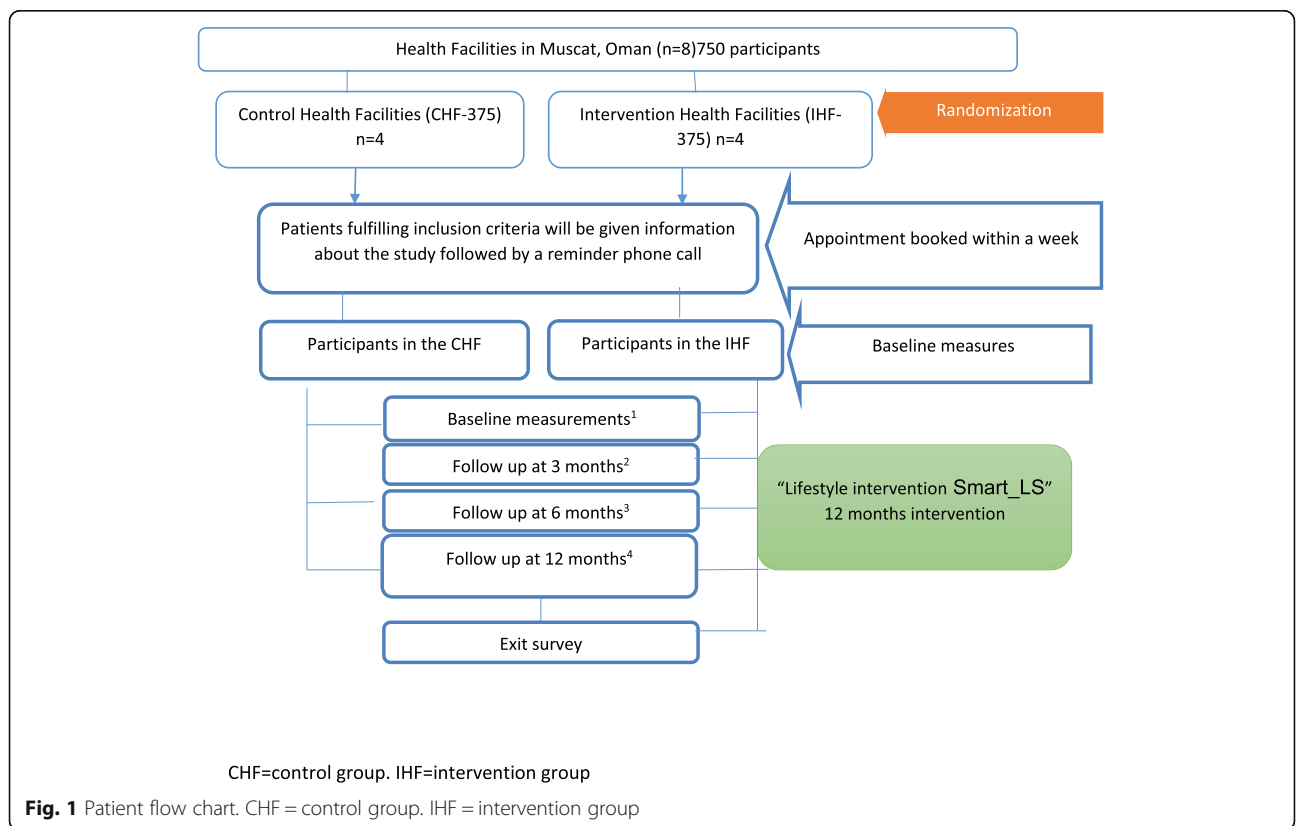 Health Facilities in Muscat, Oman (n=8)750 participants
Control Health Facilities (CHF-375)
n=4
Intervention Health Facilities (IHF-
375) n=4
Randomization
Patients fulfilling inclusion criteria will be given information
about the study followed by a reminder phone call
Appointment booked within a week
Participants in the CHF
Participants in the IHF
Baseline measures
Baseline measurements¹
Follow up at 3 months²
Follow up at 6 months³
Follow up at 12 months⁴
“Lifestyle intervention Smart_LS”
12 months intervention
Exit survey
CHF=control group. IHF=intervention group
Fig. 1 Patient flow chart. CHF = control group. IHF = intervention group